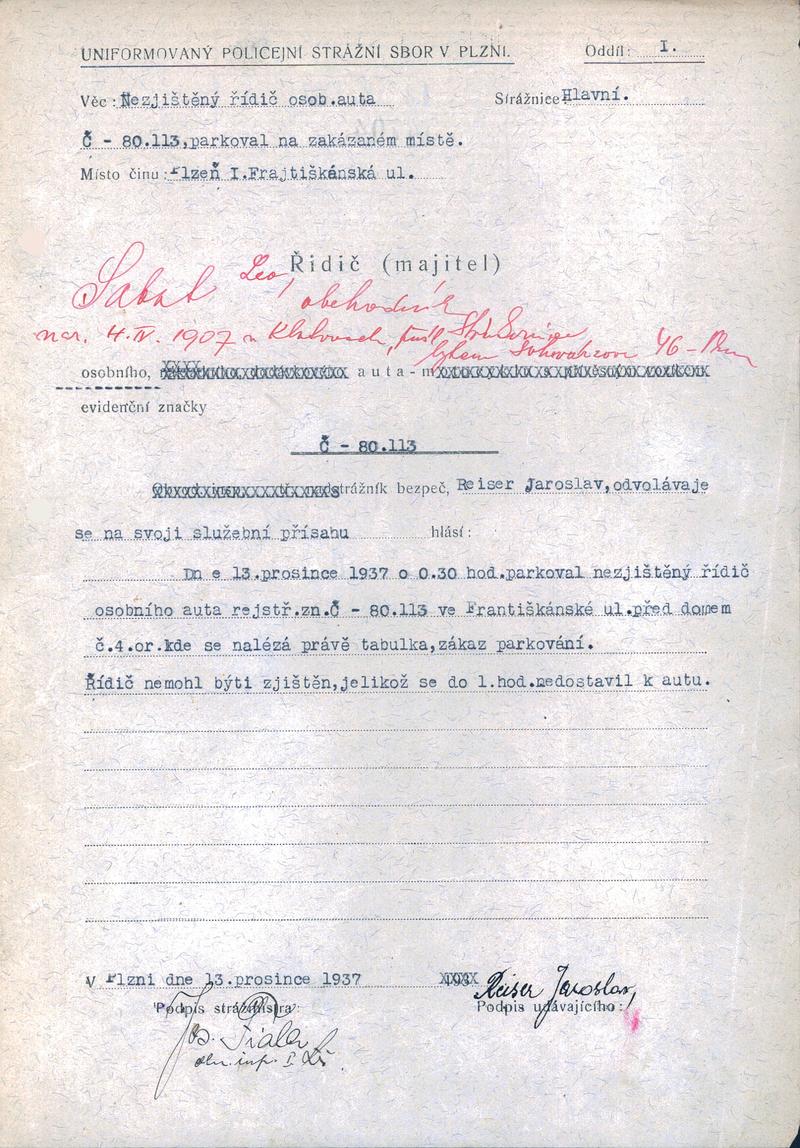 UNIFORMOVANÝ POLICEJNÍ STRÁŽNÍ SBOR V PLZNI. Oddíl: I.
Věc: Nezjištěný řidič osob.auta Strážnice Hlavní.
Č - 80.113,parkoval na zakázaném místě.
Místo činu: Plzeň I.Frajtiškánská ul.
Řidič (majitel)
Leo, obchodník
nar. 4.IV. 1907 v 46 -
osobního, auta-
evidenční značky
Č - 80.113
strážník bezpeč, Reiser Jaroslav,odvolávaje
se na svoji služební přísahu hlásí:
Dn e 13.prosince 1937 o 0.30 hod.parkoval nezjištěný řidič
osobního auta rejstř.zn.Č - 80.113 ve Františkánské ul.před domem
č.4.or.kde se nalézá právě tabulka,zákaz parkování.
Řidič nemohl býti zjištěn,jelikož se do 1.hod.nedostavil k autu.
V Plzni dne 13.prosince 1937 193
Podpis strážmistra: Reiser Jaroslav,
Podpis udávajícího:
Fiala